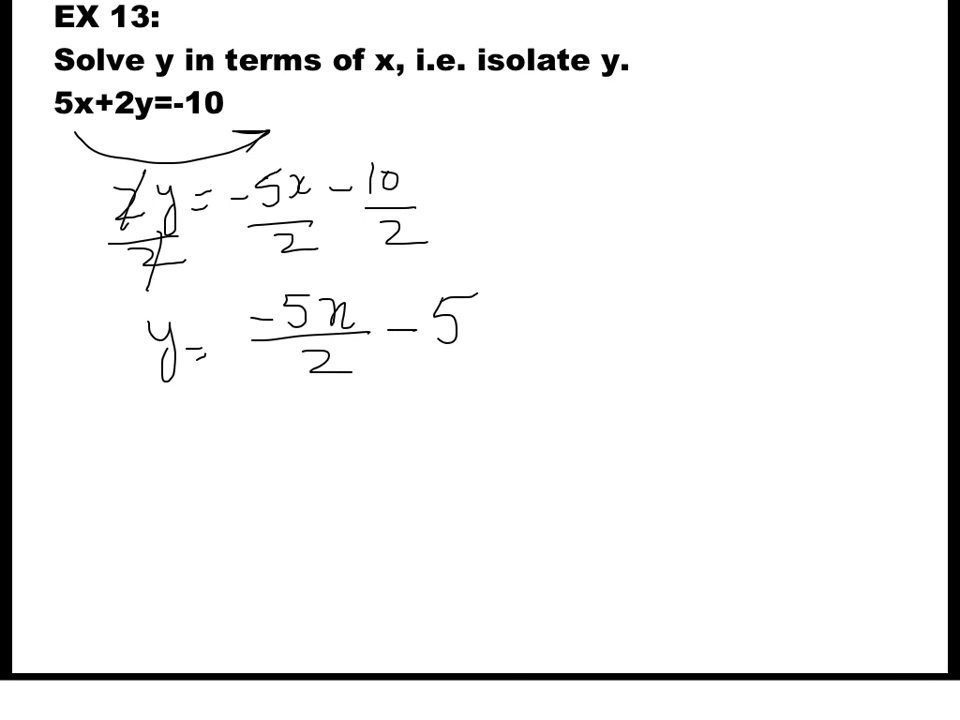 EX 13:
Solve y in terms of x, i.e. isolate y.
5x+2y=-10
2y/2 = -5x/2 - 10/2
y = -5x/2 - 5